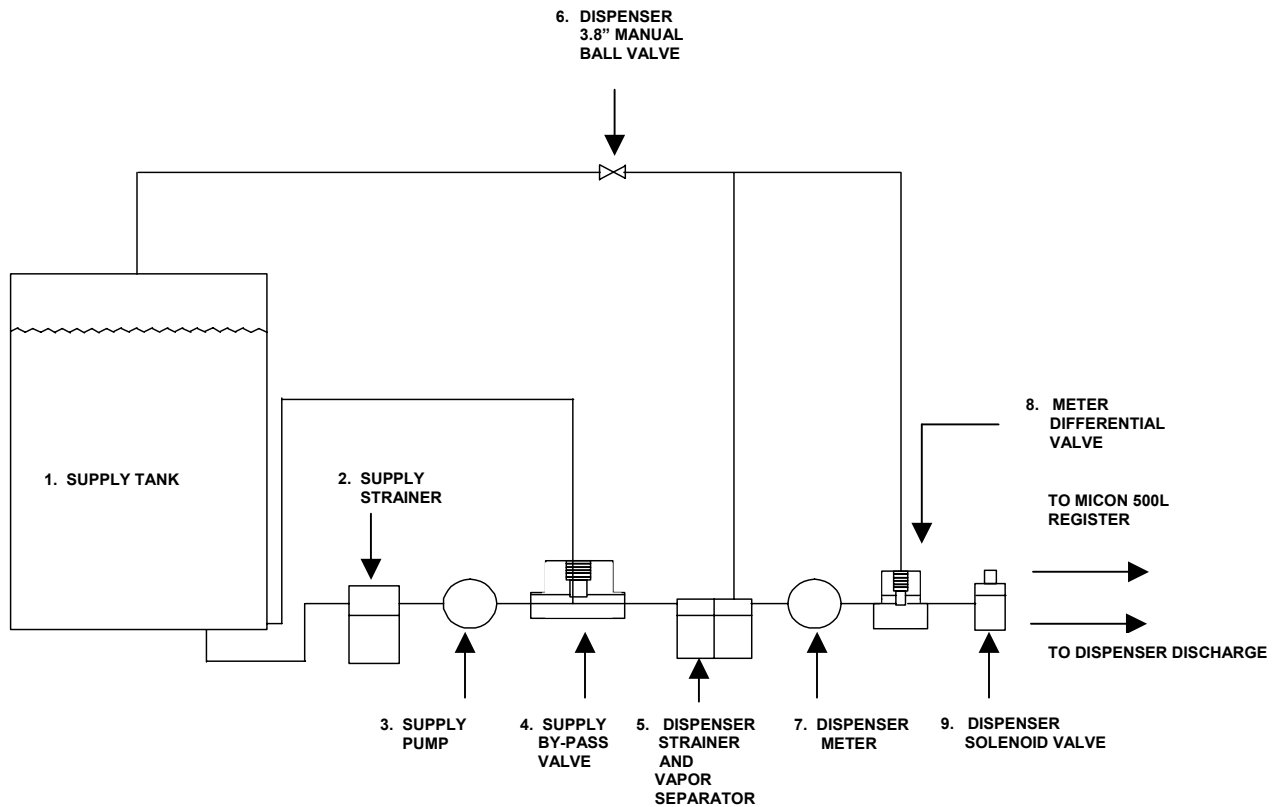 6. DISPENSER
3.8” MANUAL
BALL VALVE
8. METER
DIFFERENTIAL
VALVE
1. SUPPLY TANK
2. SUPPLY
STRAINER
TO MICON 500L
REGISTER
TO DISPENSER DISCHARGE
3. SUPPLY
PUMP
4. SUPPLY
BY-PASS
VALVE
5. DISPENSER
STRAINER
AND
VAPOR
SEPARATOR
7. DISPENSER
METER
9. DISPENSER
SOLENOID VALVE